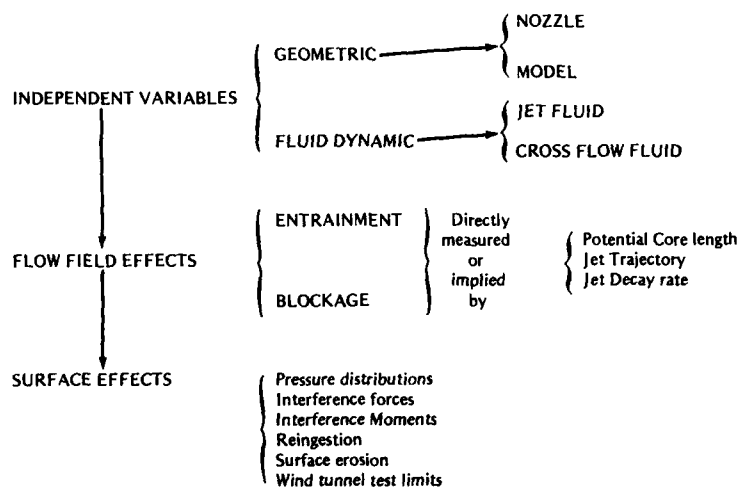 NOZZLE
GEOMETRIC
MODEL
INDEPENDENT VARIABLES
JET FLUID
FLUID DYNAMIC
CROSS FLOW FLUID
ENTRAINMENT
Directly
measured
or
implied
by
Potential Core length
Jet Trajectory
Jet Decay rate
FLOW FIELD EFFECTS
BLOCKAGE
SURFACE EFFECTS
Pressure distributions
Interference forces
Interference Moments
Reingestion
Surface erosion
Wind tunnel test limits